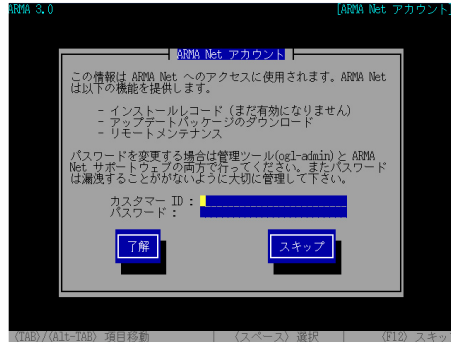 ARMA 3.0 [ARMA Net アカウント]
ARMA Net アカウント
この情報は ARMA Net へのアクセスに使用されます。ARMA Net
は以下の機能を提供します。
- インストールレコード (まだ有効になりません)
- アップデートパッケージのダウンロード
- リモートメンテナンス
パスワードを変更する場合は管理ツール(ogl-admin)と ARMA
Net サポートウェブの両方で行ってください。またパスワード
は漏洩することががないように大切に管理して下さい。
カスタマー ID :
パスワード :
了解 スキップ
〈TAB〉/〈Alt-TAB〉 項目移動 | 〈スペース〉 選択 | 〈F12〉 スキッ